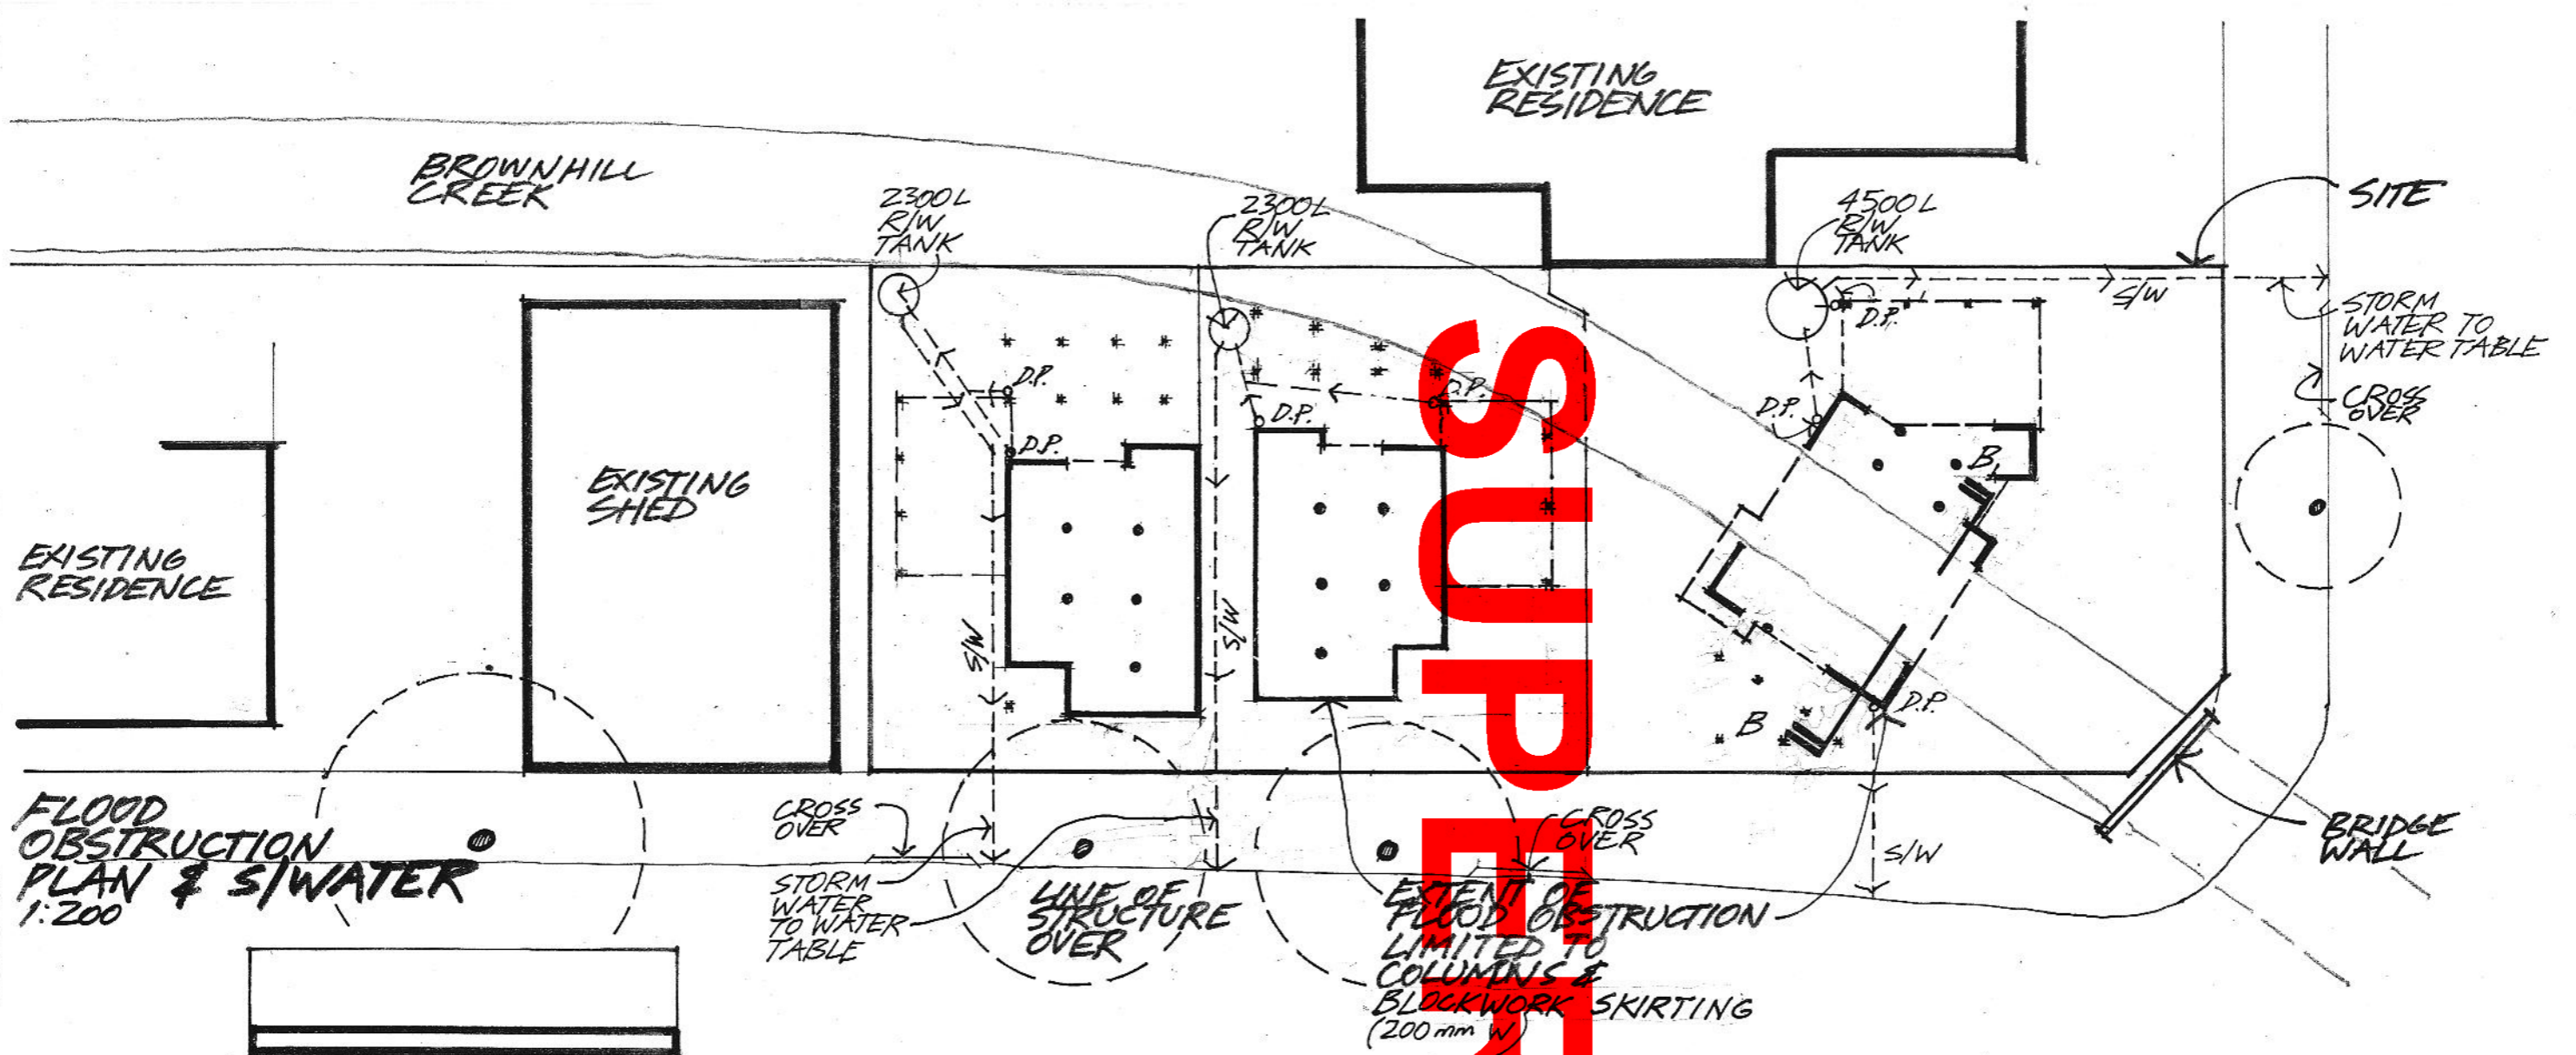 EXISTING
RESIDENCE
BROWNHILL
CREEK
2300L
R/W
TANK
2300L
R/W
TANK
4500L
R/W
TANK
SITE
S/W
STORM
WATER TO
WATER TABLE
CROSS
OVER
D.P.
D.P.
D.P.
D.P.
D.P.
D.P.
B
EXISTING
SHED
EXISTING
RESIDENCE
S/W
S/W
D.P.
B
SUPER
FLOOD
OBSTRUCTION
PLAN & S/WATER
1:200
CROSS
OVER
STORM
WATER
TO WATER
TABLE
LINE OF
STRUCTURE
OVER
CROSS
OVER
EXTENT OF
FLOOD OBSTRUCTION
LIMITED TO
COLUMNS &
BLOCKWORK SKIRTING
(200mm W)
S/W
BRIDGE
WALL